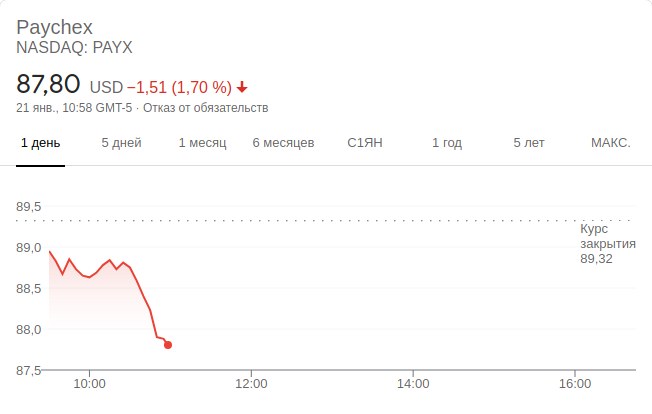 Paychex
NASDAQ: PAYX
87,80 USD −1,51 (1,70 %)
21 янв., 10:58 GMT-5 · Отказ от обязательств
1 день 5 дней 1 месяц 6 месяцев С1ЯН 1 год 5 лет МАКС.
89,5
Курс
закрытия
89,32
89,0
88,5
88,0
87,5
10:00 12:00 14:00 16:00